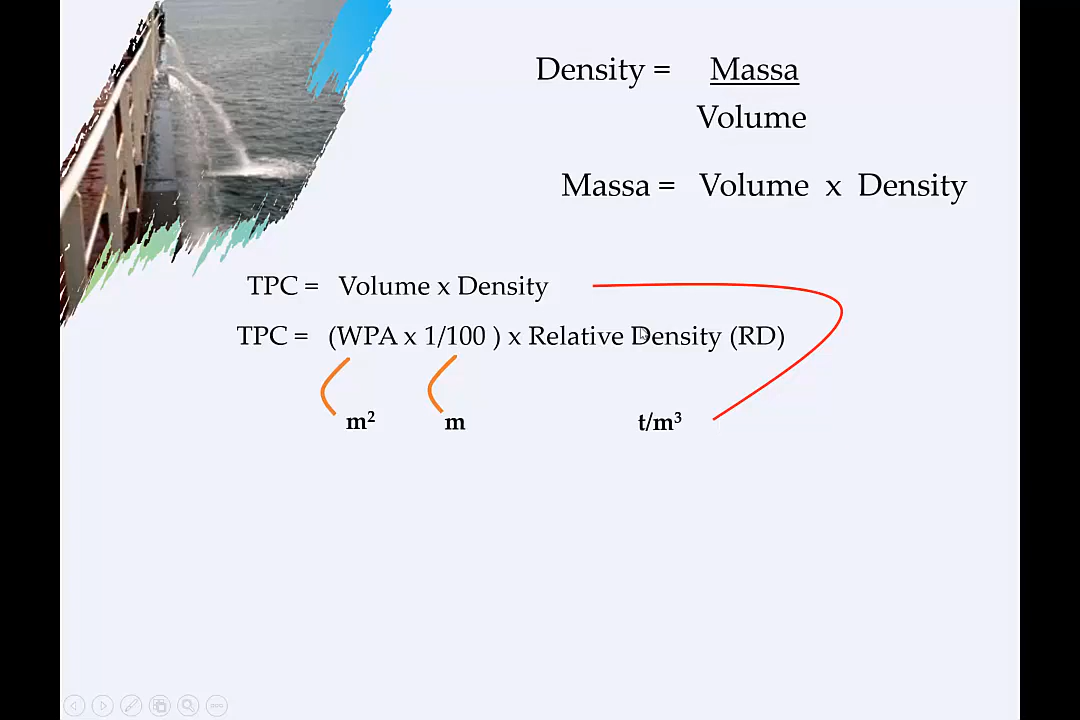 Density = Massa
Volume
Massa = Volume x Density
TPC = Volume x Density
TPC = (WPA x 1/100 ) x Relative Density (RD)
m² m t/m³